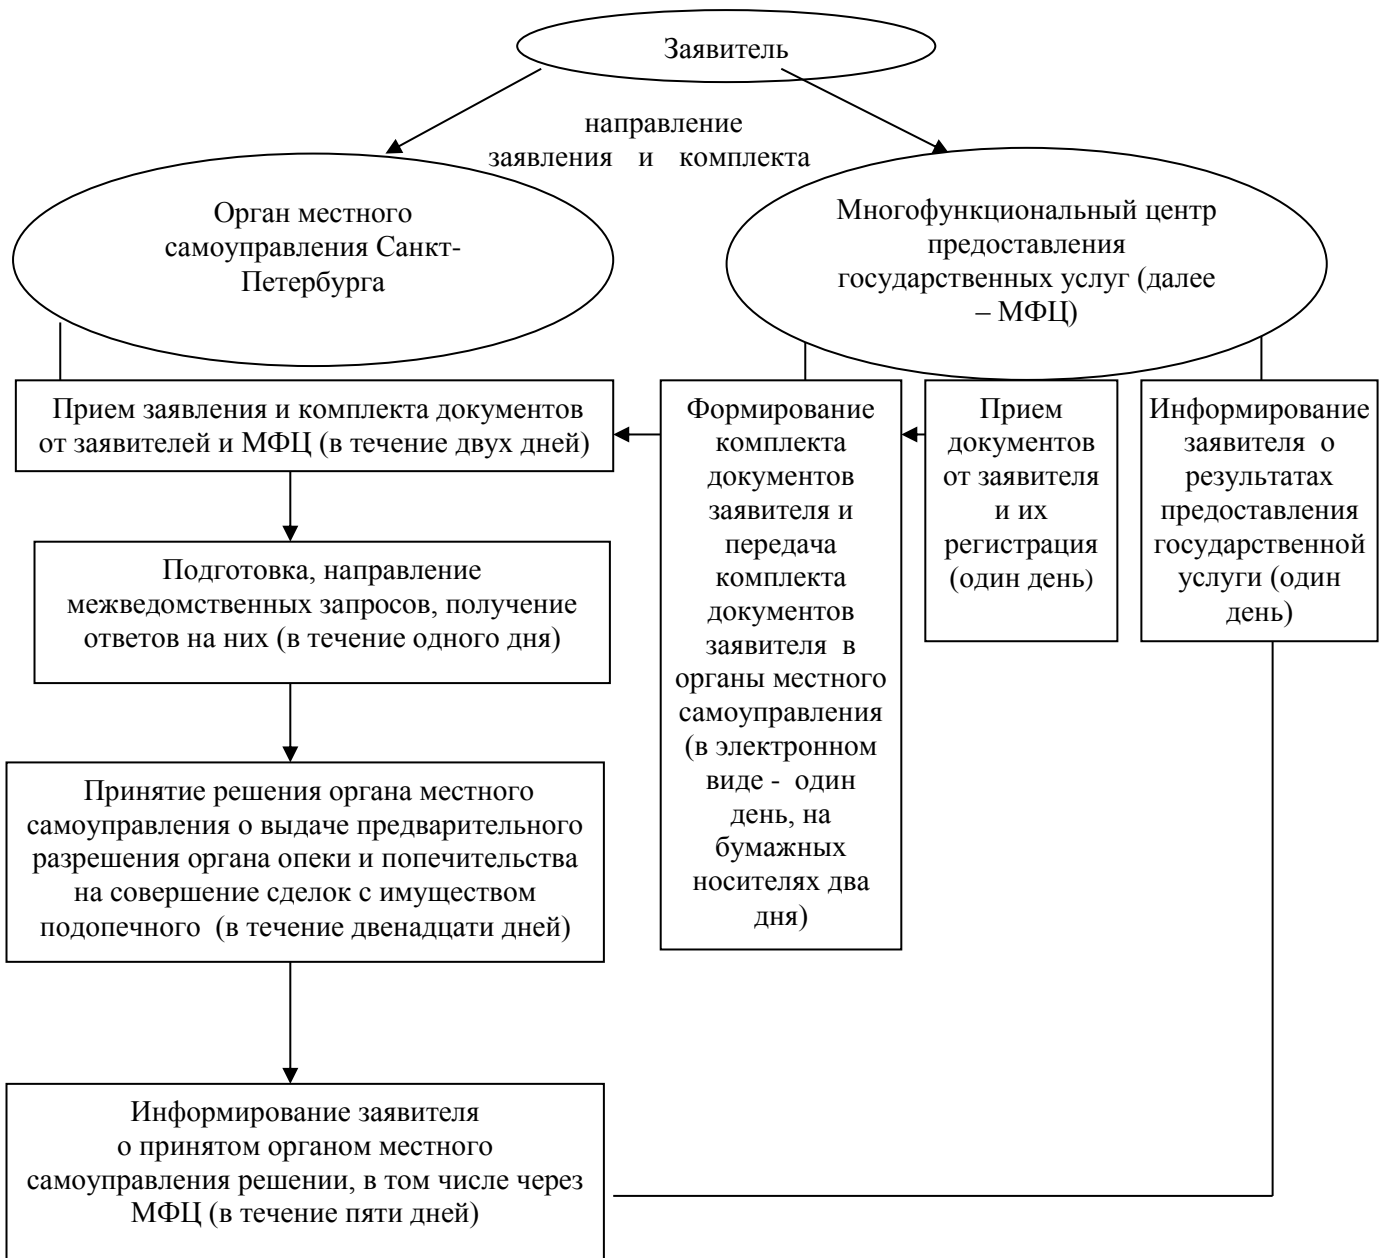 Заявитель
направление
заявления и комплекта
Орган местного
самоуправления Санкт-
Петербурга
Многофункциональный центр
предоставления
государственных услуг (далее
– МФЦ)
Прием заявления и комплекта документов
от заявителей и МФЦ (в течение двух дней)
Формирование
комплекта
документов
заявителя и
передача
комплекта
документов
заявителя в
органы местного
самоуправления
(в электронном
виде - один
день, на
бумажных
носителях два
дня)
Прием
документов
от заявителя
и их
регистрация
(один день)
Информирование
заявителя о
результатах
предоставления
государственной
услуги (один
день)
Подготовка, направление
межведомственных запросов, получение
ответов на них (в течение одного дня)
Принятие решения органа местного
самоуправления о выдаче предварительного
разрешения органа опеки и попечительства
на совершение сделок с имуществом
подопечного (в течение двенадцати дней)
Информирование заявителя
о принятом органом местного
самоуправления решении, в том числе через
МФЦ (в течение пяти дней)